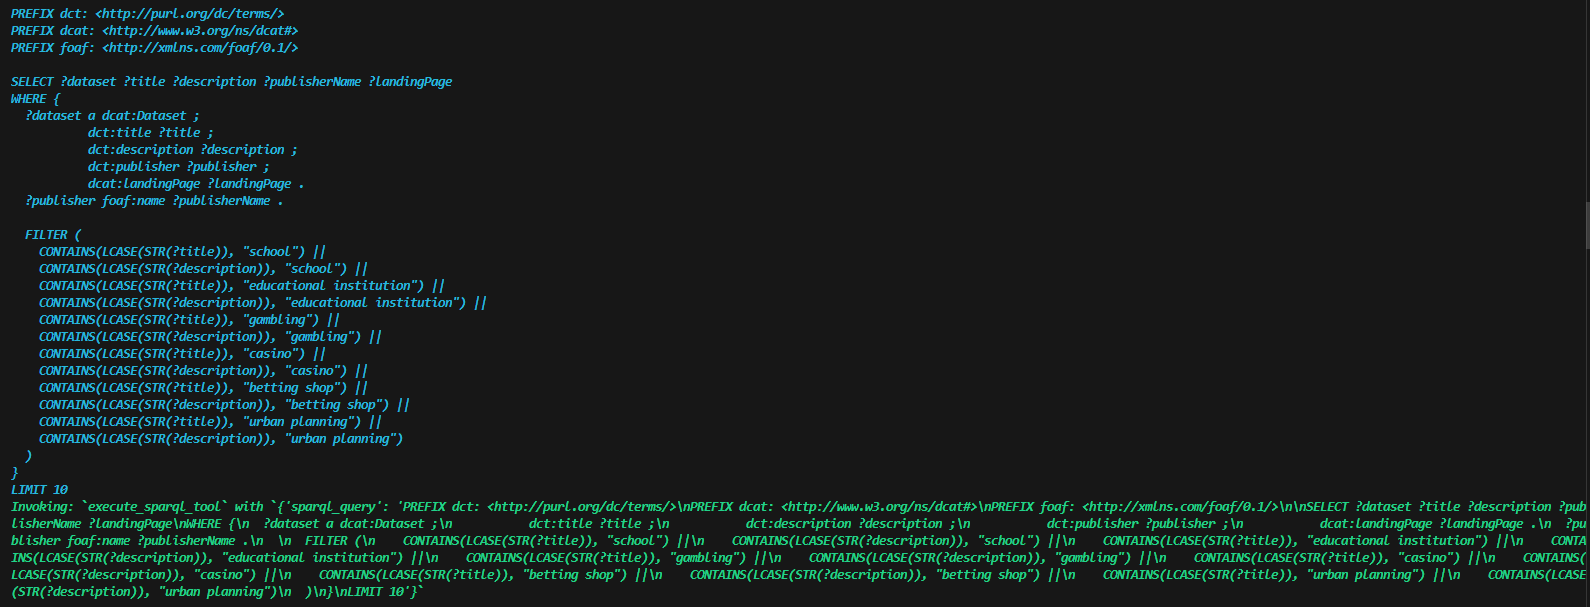 PREFIX dct: <http://purl.org/dc/terms/>
PREFIX dcat: <http://www.w3.org/ns/dcat#>
PREFIX foaf: <http://xmlns.com/foaf/0.1/>

SELECT ?dataset ?title ?description ?publisherName ?landingPage
WHERE {
  ?dataset a dcat:Dataset ;
           dct:title ?title ;
           dct:description ?description ;
           dct:publisher ?publisher ;
           dcat:landingPage ?landingPage .
  ?publisher foaf:name ?publisherName .

  FILTER (
    CONTAINS(LCASE(STR(?title)), "school") ||
    CONTAINS(LCASE(STR(?description)), "school") ||
    CONTAINS(LCASE(STR(?title)), "educational institution") ||
    CONTAINS(LCASE(STR(?description)), "educational institution") ||
    CONTAINS(LCASE(STR(?title)), "gambling") ||
    CONTAINS(LCASE(STR(?description)), "gambling") ||
    CONTAINS(LCASE(STR(?title)), "casino") ||
    CONTAINS(LCASE(STR(?description)), "casino") ||
    CONTAINS(LCASE(STR(?title)), "betting shop") ||
    CONTAINS(LCASE(STR(?description)), "betting shop") ||
    CONTAINS(LCASE(STR(?title)), "urban planning") ||
    CONTAINS(LCASE(STR(?description)), "urban planning")
  )
}
LIMIT 10
Invoking: `execute_sparql_tool` with `{'sparql_query': 'PREFIX dct: <http://purl.org/dc/terms/>\nPREFIX dcat: <http://www.w3.org/ns/dcat#>\nPREFIX foaf: <http://xmlns.com/foaf/0.1/>\n\nSELECT ?dataset ?title ?description ?pub
lisherName ?landingPage\nWHERE {\n  ?dataset a dcat:Dataset ;\n           dct:title ?title ;\n           dct:description ?description ;\n           dct:publisher ?publisher ;\n           dcat:landingPage ?landingPage .\n  ?pu
blisher foaf:name ?publisherName .\n  \n  FILTER (\n    CONTAINS(LCASE(STR(?title)), "school") ||\n    CONTAINS(LCASE(STR(?description)), "school") ||\n    CONTAINS(LCASE(STR(?title)), "educational institution") ||\n    CONTA
INS(LCASE(STR(?description)), "educational institution") ||\n    CONTAINS(LCASE(STR(?title)), "gambling") ||\n    CONTAINS(LCASE(STR(?description)), "gambling") ||\n    CONTAINS(LCASE(STR(?title)), "casino") ||\n    CONTAINS(
LCASE(STR(?description)), "casino") ||\n    CONTAINS(LCASE(STR(?title)), "betting shop") ||\n    CONTAINS(LCASE(STR(?description)), "betting shop") ||\n    CONTAINS(LCASE(STR(?title)), "urban planning") ||\n    CONTAINS(LCASE
(STR(?description)), "urban planning")\n  )\n}\nLIMIT 10'}`